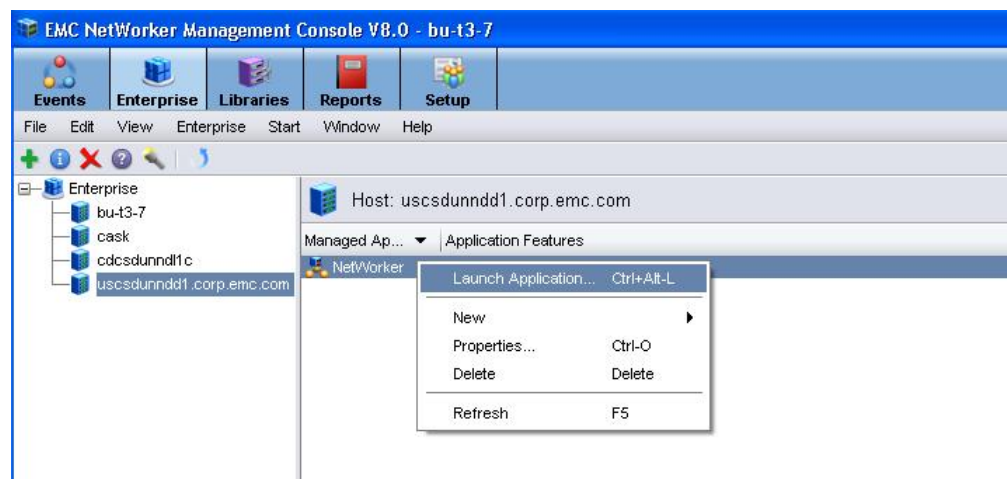 EMC NetWorker Management Console V8.0 - bu-t3-7
Events Enterprise Libraries Reports Setup
File Edit View Enterprise Start Window Help
Enterprise
bu-t3-7
cask
cdcsdunndl1c
uscsdunndd1.corp.emc.com
Host: uscsdunndd1.corp.emc.com
Managed Ap... Application Features
NetWorker
Launch Application... Ctrl+Alt-L
New
Properties... Ctrl-O
Delete Delete
Refresh F5